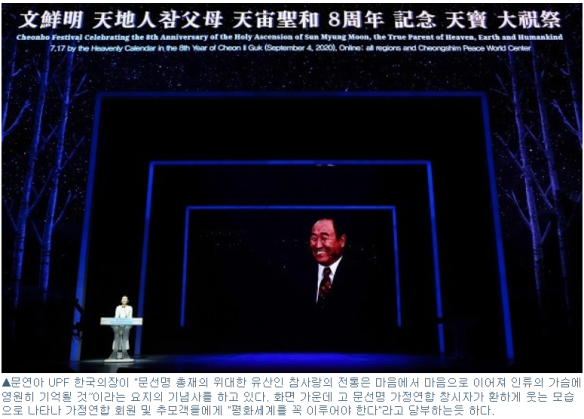 文鮮明 天地人참父母 天宙聖和 8周年 記念 天寶 大祝祭
Cheonbo Festival Celebrating the 8th Anniversary of the Holy Ascension of Sun Myung Moon, the True Parent of Heaven, Earth and Humankind
7.17 by the Heavenly Calendar in the 8th Year of Cheon Il Guk (September 4, 2020), Online: all regions and Cheongshim Peace World Center
▲문연아 UPF 한국의장이 "문선명 총재의 위대한 유산인 참사랑의 전통은 마음에서 마음으로 이어져 인류의 가슴에
영원히 기억될 것"이라는 요지의 기념사를 하고 있다. 화면 가운데 고 문선명 가정연합 창시자가 환하게 웃는 모습
으로 나타나 가정연합 회원 및 추모객들에게 "평화세계를 꼭 이루어야 한다"라고 당부하는듯 하다.